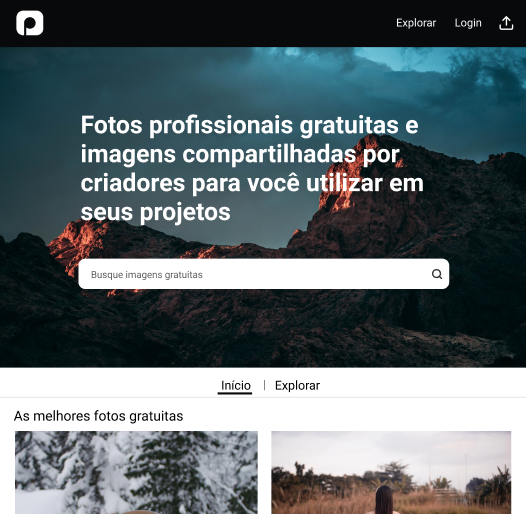 Explorar
Login
Fotos profissionais gratuitas e
imagens compartilhadas por
criadores para você utilizar em
seus projetos
Busque imagens gratuitas
Início | Explorar
As melhores fotos gratuitas